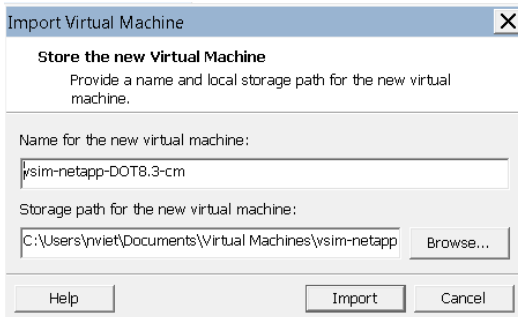 Import Virtual Machine
Store the new Virtual Machine
Provide a name and local storage path for the new virtual
machine.
Name for the new virtual machine:
vsim-netapp-DOT8.3-cm
Storage path for the new virtual machine:
C:\Users\nviet\Documents\Virtual Machines\vsim-netapp
Browse...
Help
Import
Cancel